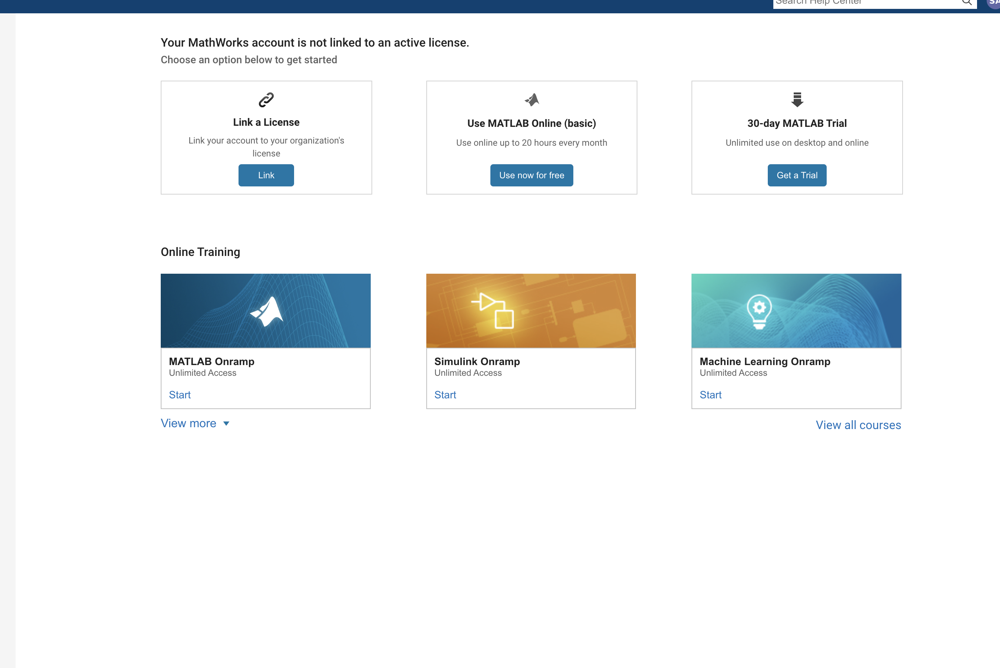 Search Help Center
SA
Your MathWorks account is not linked to an active license.
Choose an option below to get started
Link a License
Link your account to your organization's
license
Link
Use MATLAB Online (basic)
Use online up to 20 hours every month
Use now for free
30-day MATLAB Trial
Unlimited use on desktop and online
Get a Trial
Online Training
MATLAB Onramp
Unlimited Access
Start
Simulink Onramp
Unlimited Access
Start
Machine Learning Onramp
Unlimited Access
Start
View more
View all courses